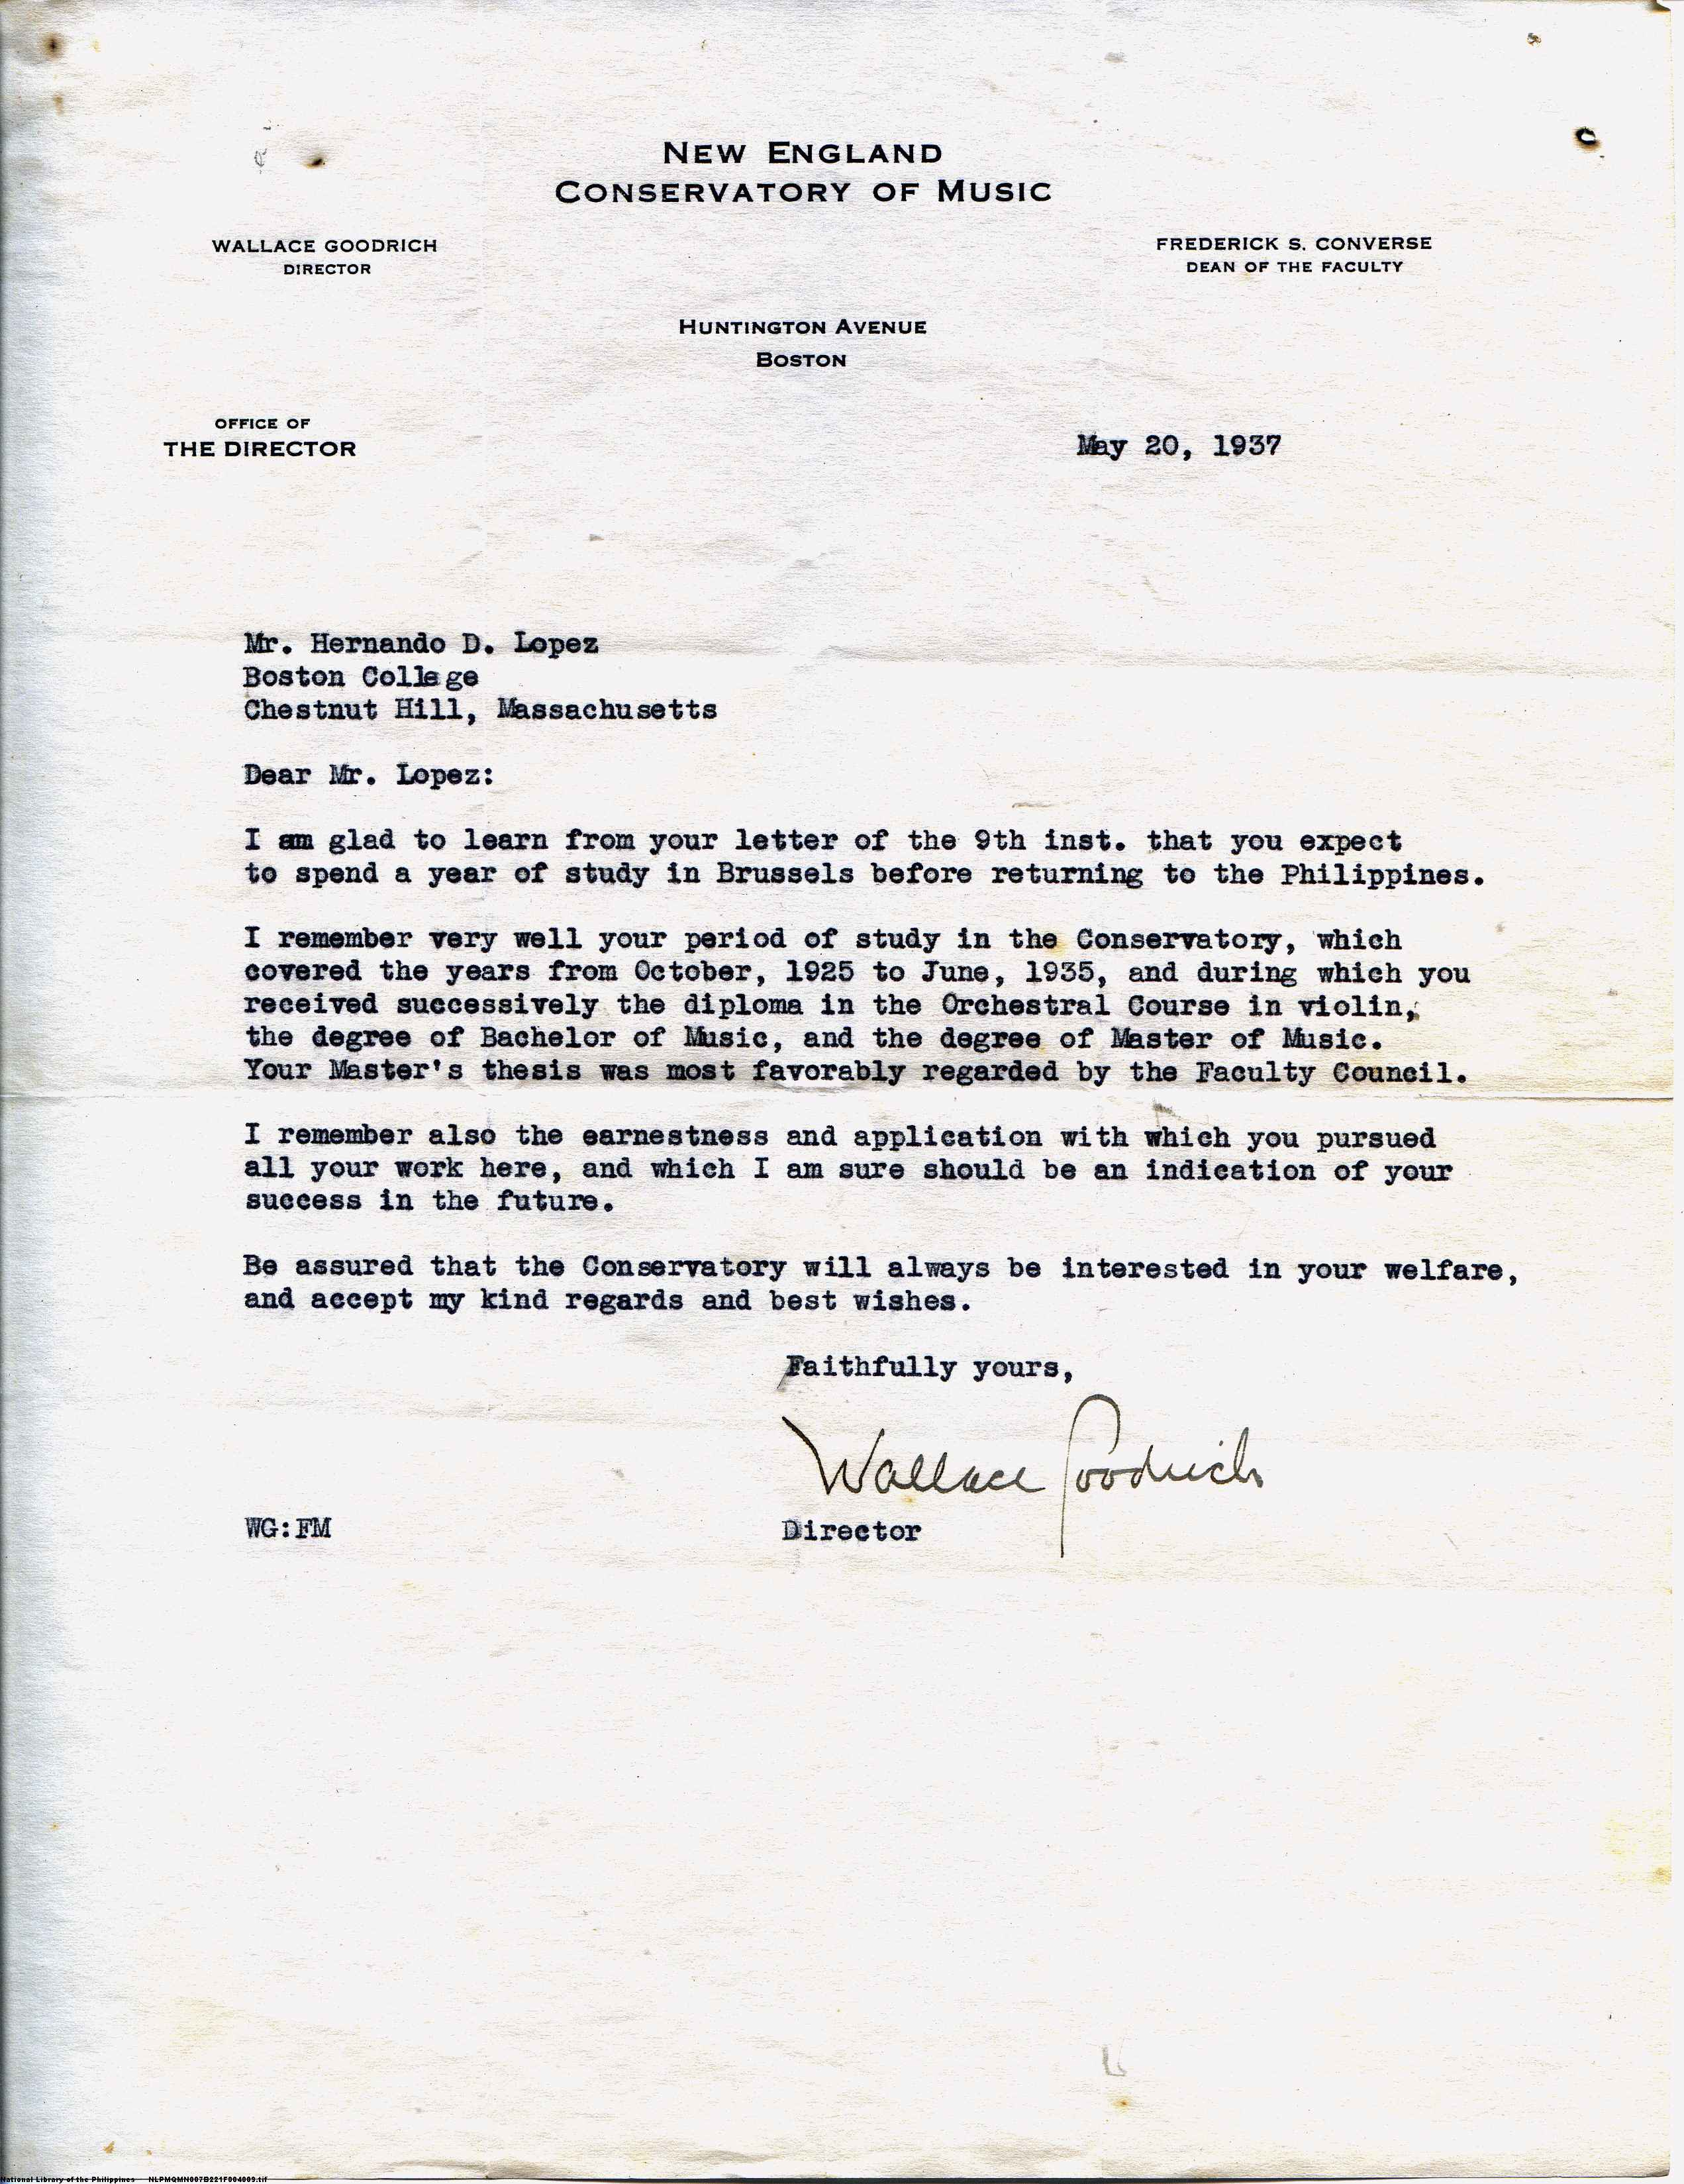 NEW ENGLAND
CONSERVATORY OF MUSIC
WALLACE GOODRICH
DIRECTOR
FREDERICK S. CONVERSE
DEAN OF THE FACULTY
HUNTINGTON AVENUE
BOSTON
OFFICE OF
THE DIRECTOR
May 20, 1937
Mr. Hernando D. Lopez
Boston College
Chestnut Hill, Massachusetts
Dear Mr. Lopez:
I am glad to learn from your letter of the 9th inst. that you expect
to spend a year of study in Brussels before returning to the Philippines.
I remember very well your period of study in the Conservatory, which
covered the years from October, 1925 to June, 1935, and during which you
received successively the diploma in the Orchestral Course in violin,
the degree of Bachelor of Music, and the degree of Master of Music.
Your Master's thesis was most favorably regarded by the Faculty Council.
I remember also the earnestness and application with which you pursued
all your work here, and which I am sure should be an indication of your
success in the future.
Be assured that the Conservatory will always be interested in your welfare,
and accept my kind regards and best wishes.
Faithfully yours,
Wallace Goodrich
WG:FM
Director
National Library of the Philippines NLPMQMN007B221F004003.tif